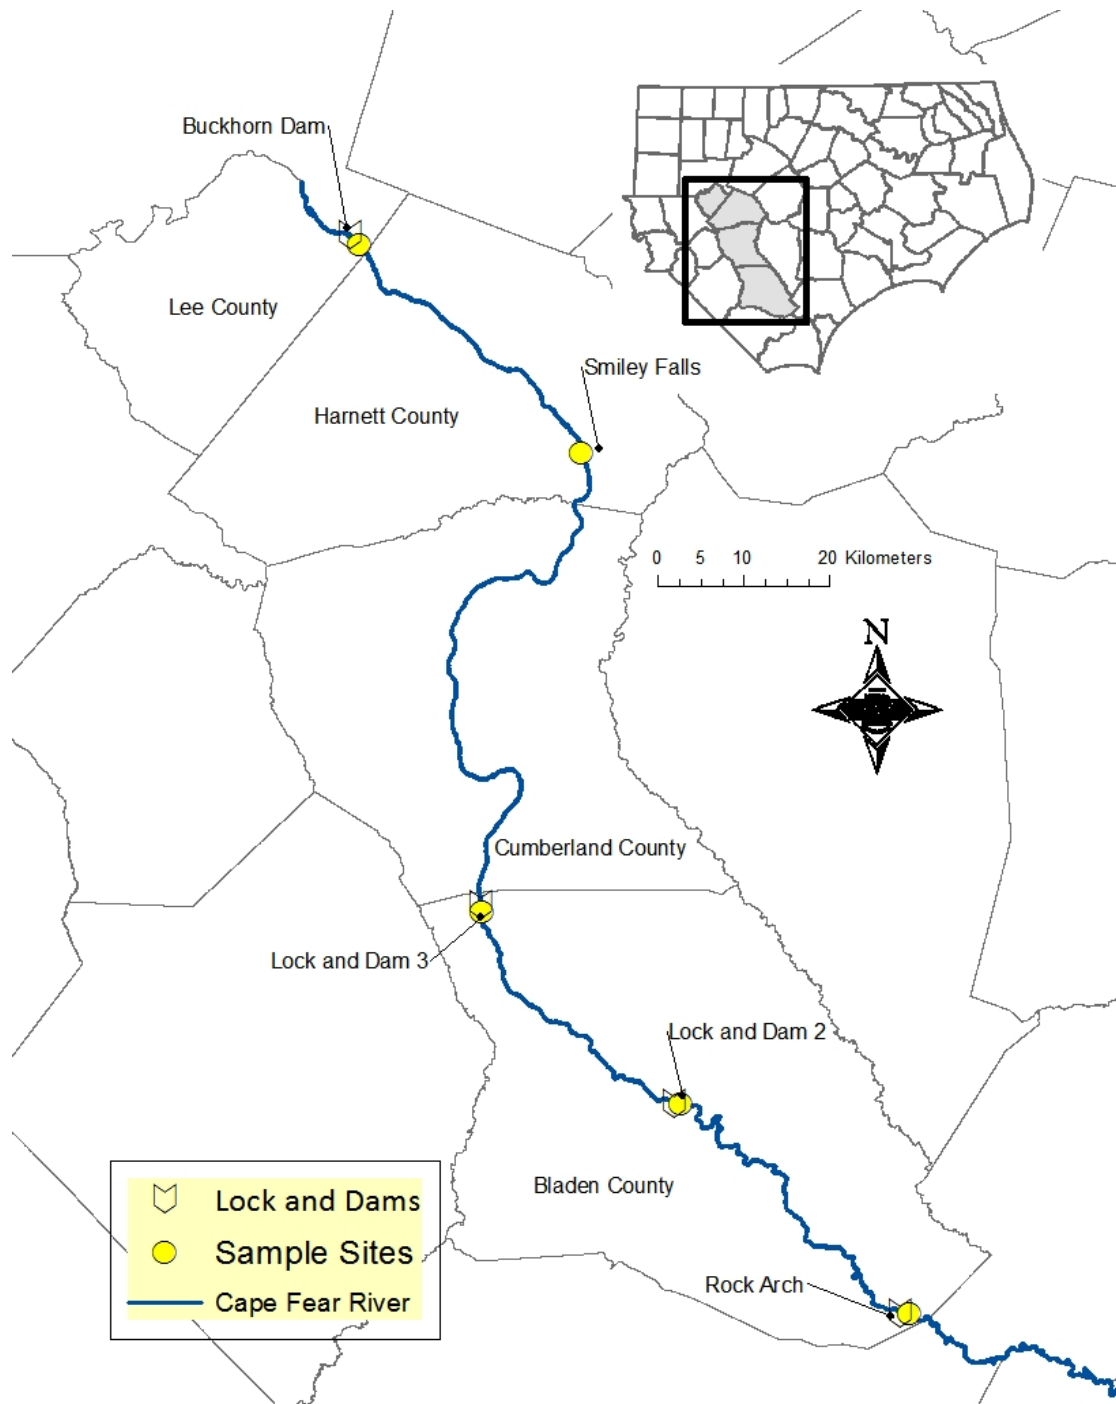 Buckhorn Dam
Lee County
Smiley Falls
Harnett County
0 5 10 20 Kilometers
N
Cumberland County
Lock and Dam 3
Lock and Dam 2
Bladen County
Rock Arch
Lock and Dams
Sample Sites
Cape Fear River